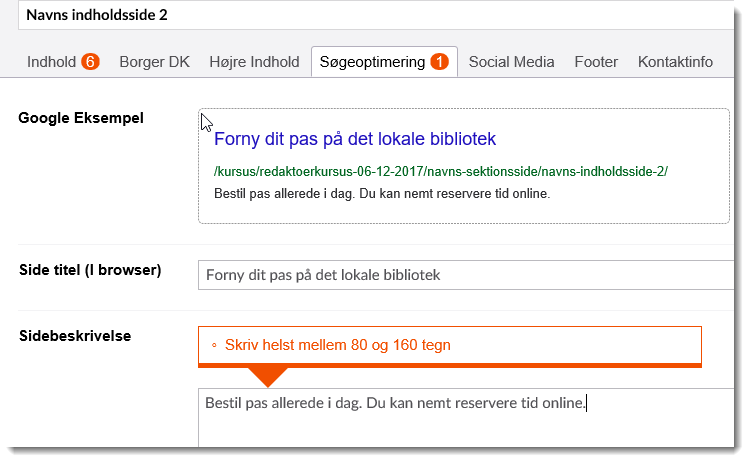 Navns indholdsside 2
Indhold 6 Borger DK Højre Indhold Søgeoptimering 1 Social Media Footer Kontaktinfo
Google Eksempel
Forny dit pas på det lokale bibliotek
/kursus/redaktoerkursus-06-12-2017/navns-sektionsside/navns-indholdsside-2/
Bestil pas allerede i dag. Du kan nemt reservere tid online.
Side titel (I browser) Forny dit pas på det lokale bibliotek
Sidebeskrivelse
Skriv helst mellem 80 og 160 tegn
Bestil pas allerede i dag. Du kan nemt reservere tid online.